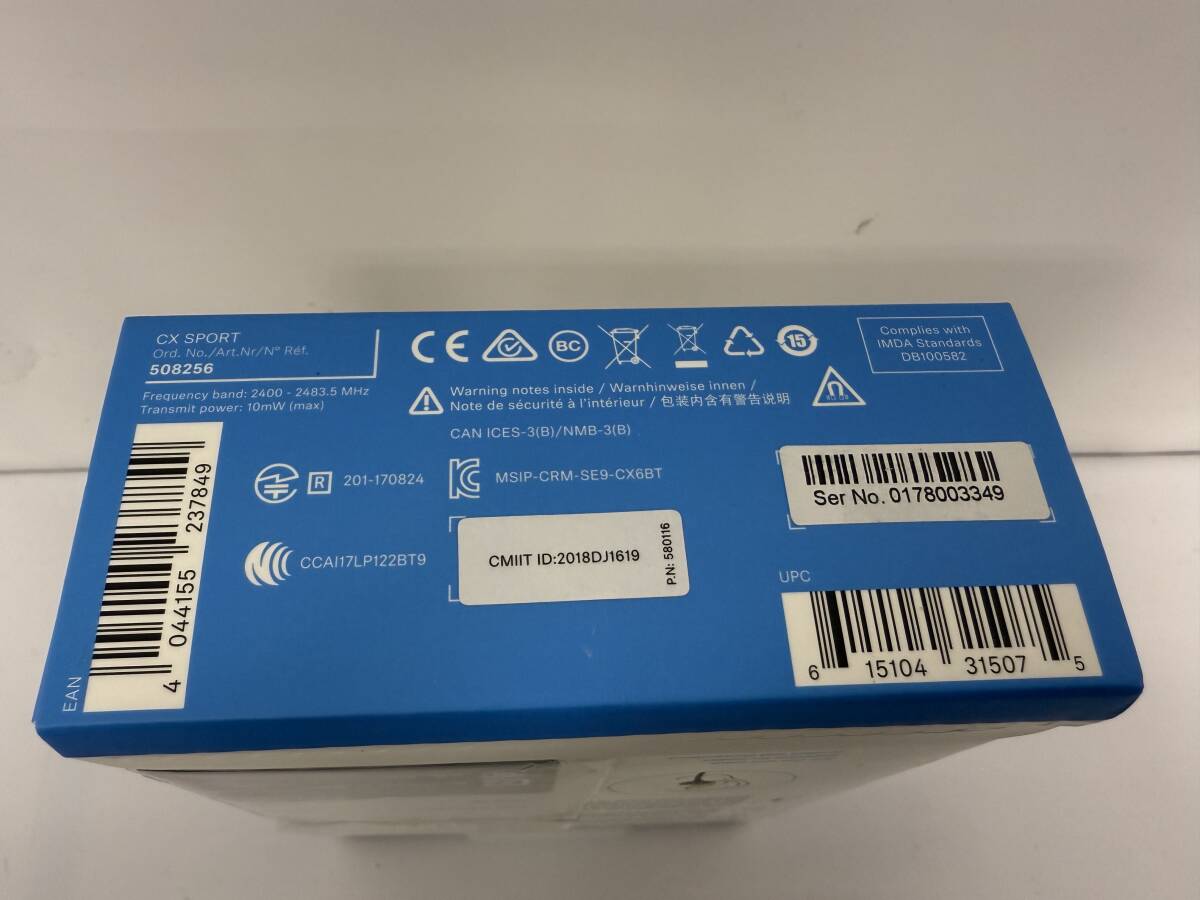 CX SPORT
Ord. No./Art.Nr/N° Réf.
508256
Frequency band: 2400 - 2483.5 MHz
Transmit power: 10mW (max)
CE
BC
15
Complies with
IMDA Standards
DB100582
Warning notes inside / Warnhinweise innen /
Note de sécurité à l'intérieur / 包装内含有警告说明
CAN ICES-3(B)/NMB-3(B)
R 201-170824
MSIP-CRM-SE9-CX6BT
Ser No. 0178003349
CCAI17LP122BT9
CMIIT ID:2018DJ1619
P.N: 580116
EAN
4 044155 237849
UPC
6 15104 31507 5